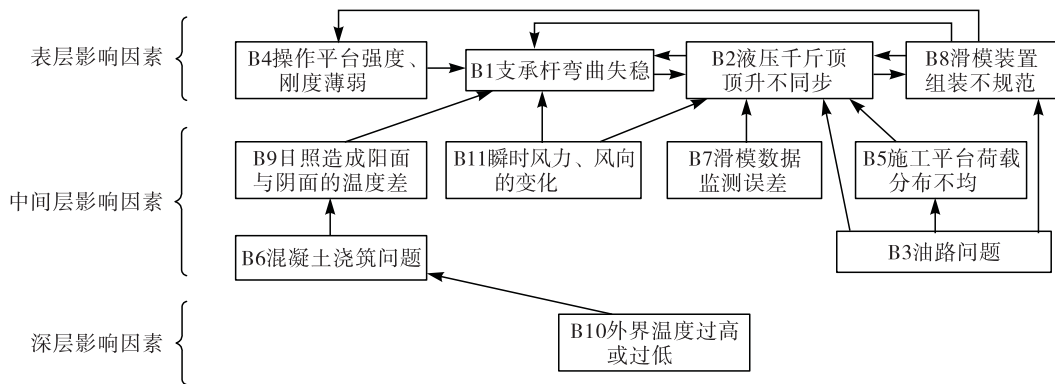 表层影响因素
B4操作平台强度、
刚度薄弱
B1支承杆弯曲失稳
B2液压千斤顶
顶升不同步
B8滑模装置
组装不规范
中间层影响因素
B9日照造成阳面
与阴面的温度差
B11瞬时风力、风向
的变化
B7滑模数据
监测误差
B5施工平台荷载
分布不均
B6混凝土浇筑问题
B3油路问题
深层影响因素
B10外界温度过高
或过低